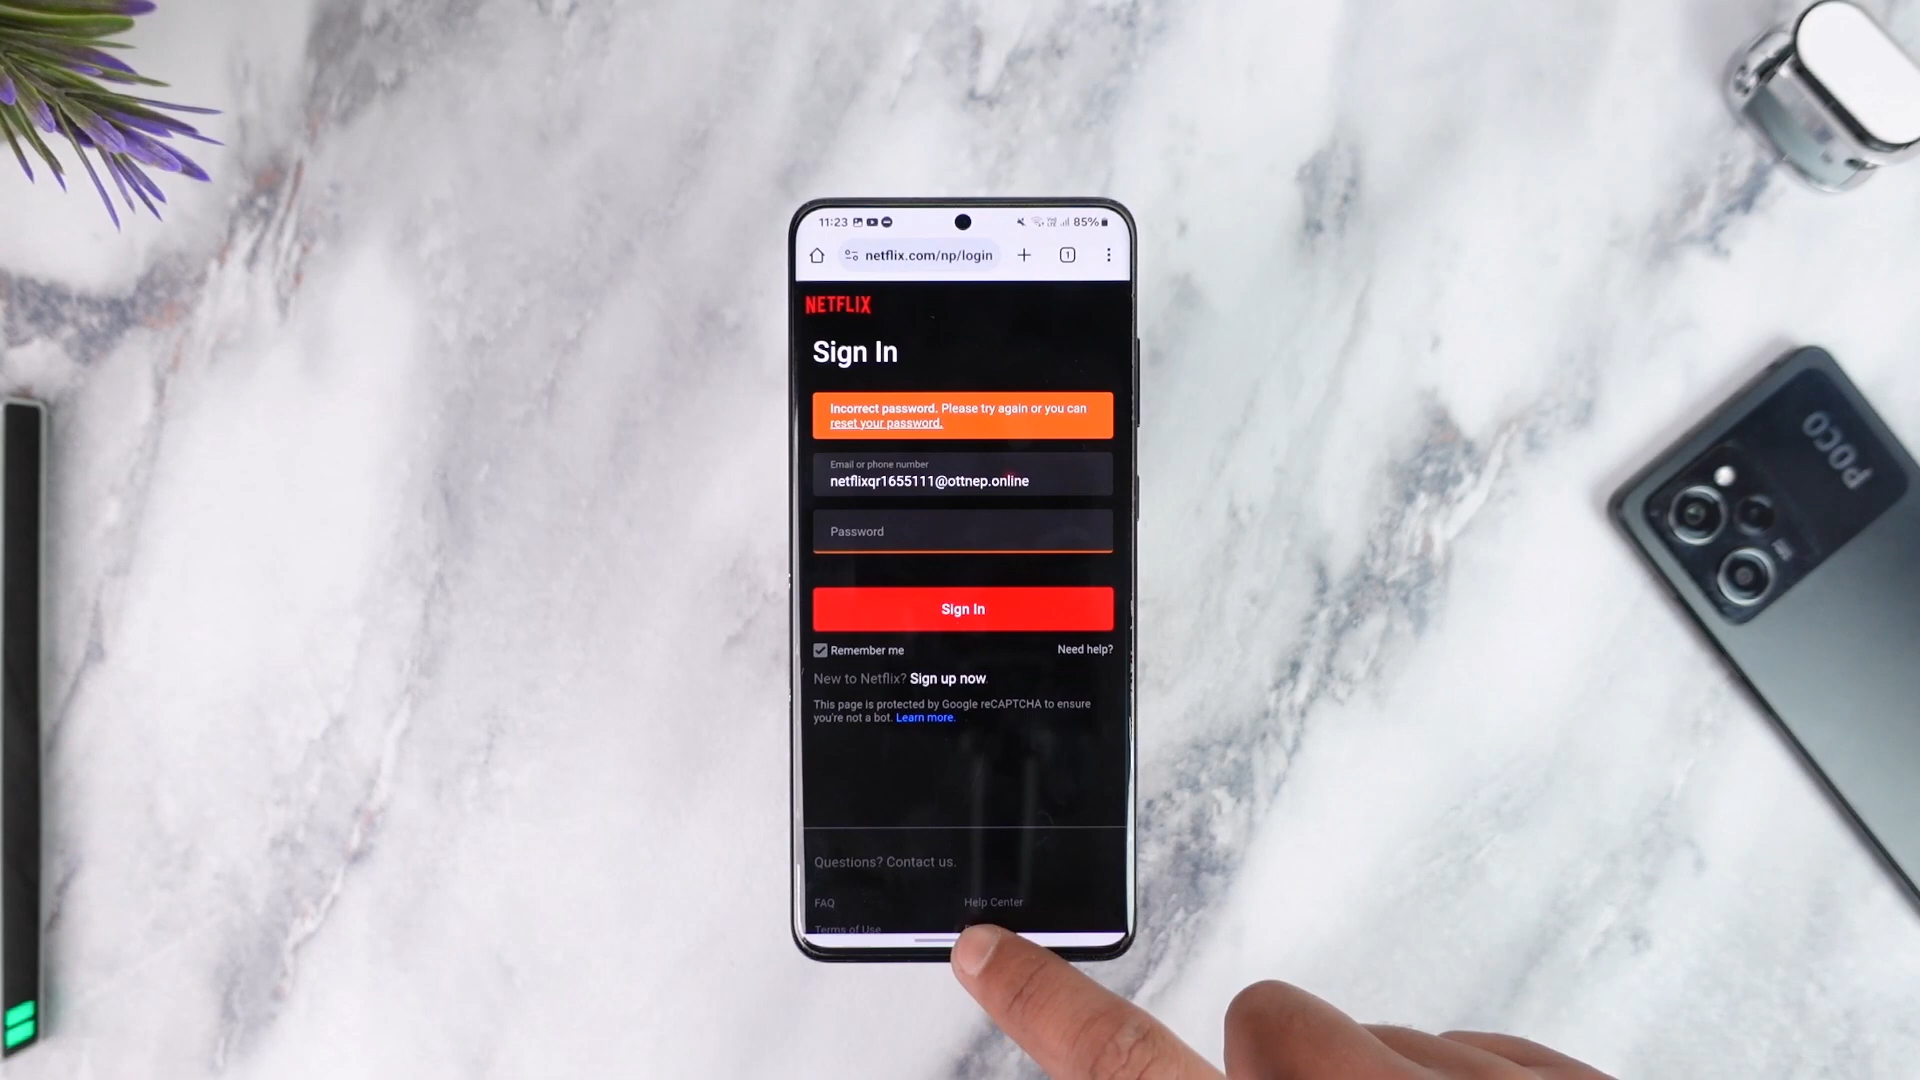 11:23
85%
netflix.com/np/login
1
NETFLIX
Sign In
Incorrect password. Please try again or you can
reset your password.
Email or phone number
netflixqr1655111@ottnep.online
Password
Sign In
Remember me
Need help?
New to Netflix? Sign up now.
This page is protected by Google reCAPTCHA to ensure
you're not a bot. Learn more.
Questions? Contact us.
FAQ
Help Center
Terms of Use
POCO